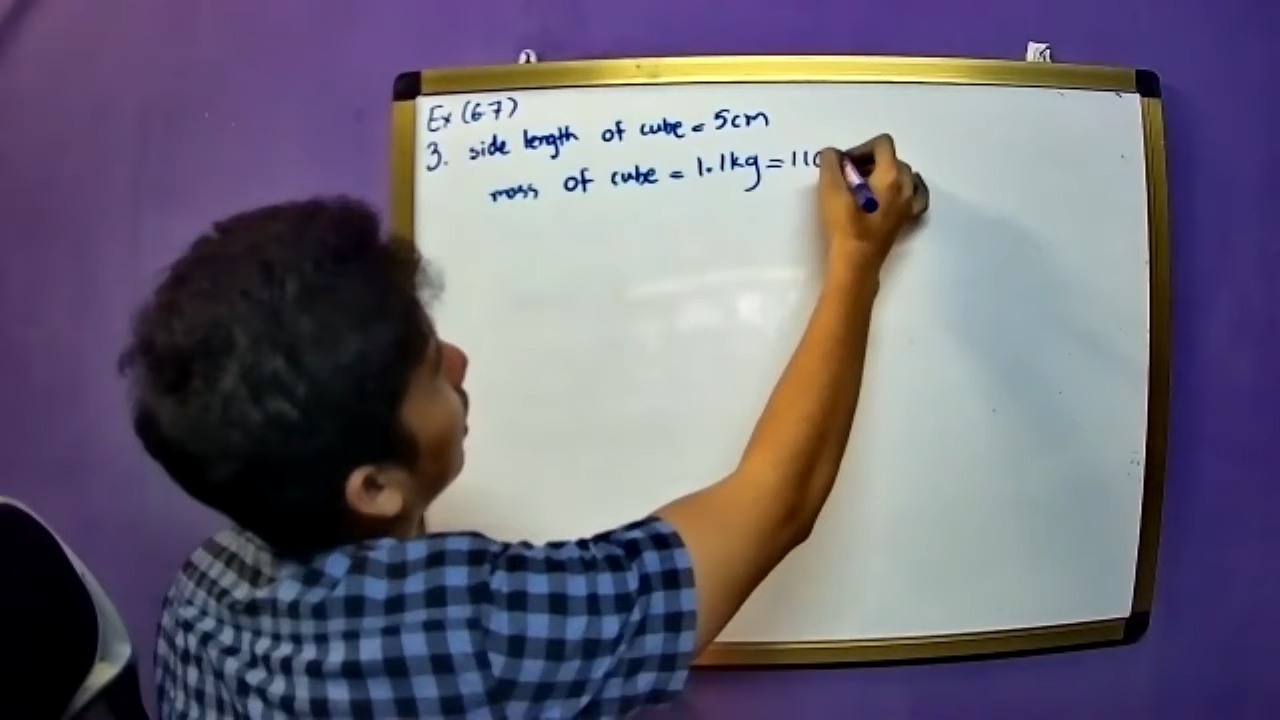 Ex (6.7)
3. side length of cube = 5cm
mass of cube = 1.1kg = 110